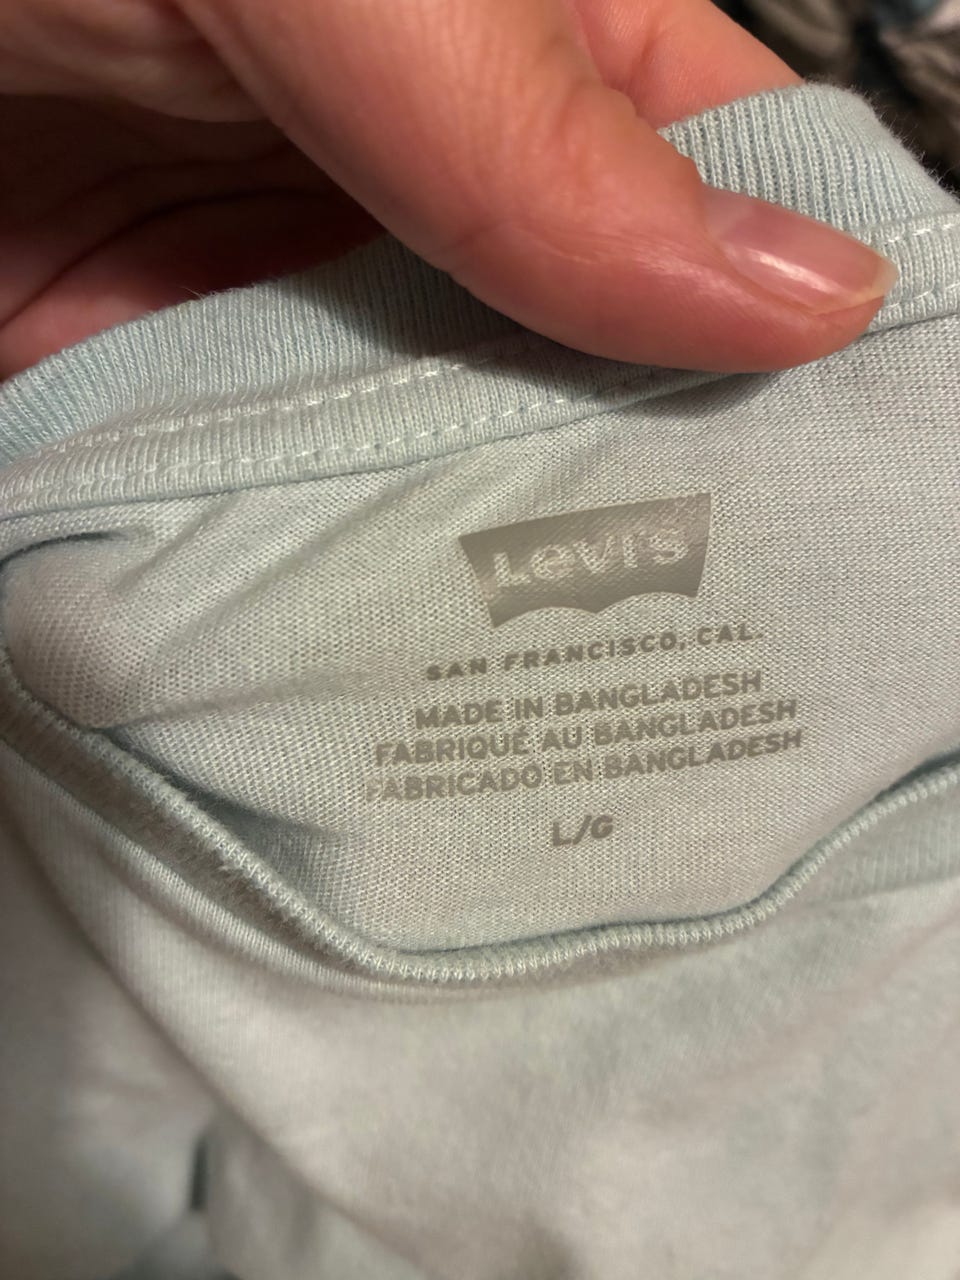 Levi's
SAN FRANCISCO, CAL.
MADE IN BANGLADESH
FABRIQUÉ AU BANGLADESH
FABRICADO EN BANGLADESH
L/G